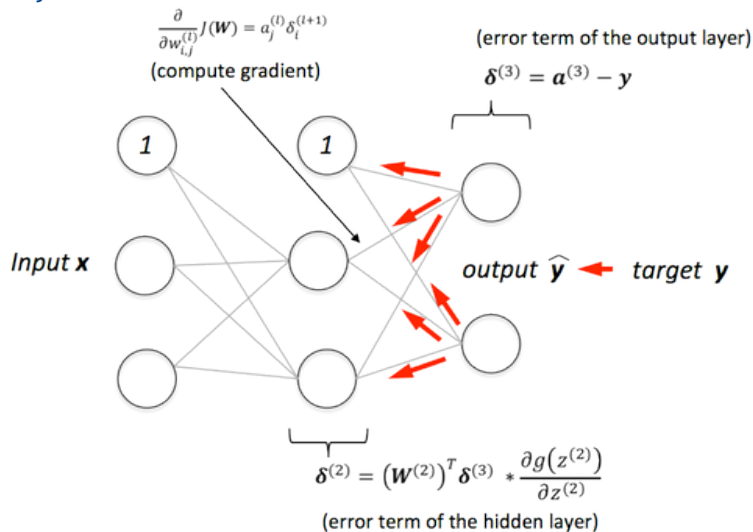 ∂/∂w_{i,j}^{(l)} J(W) = a_j^{(l)} δ_i^{(l+1)}
(compute gradient)
(error term of the output layer)
δ^{(3)} = a^{(3)} − y
1
1
Input x
output ŷ
target y
δ^{(2)} = (W^{(2)})^T δ^{(3)} * ∂g(z^{(2)})/∂z^{(2)}
(error term of the hidden layer)